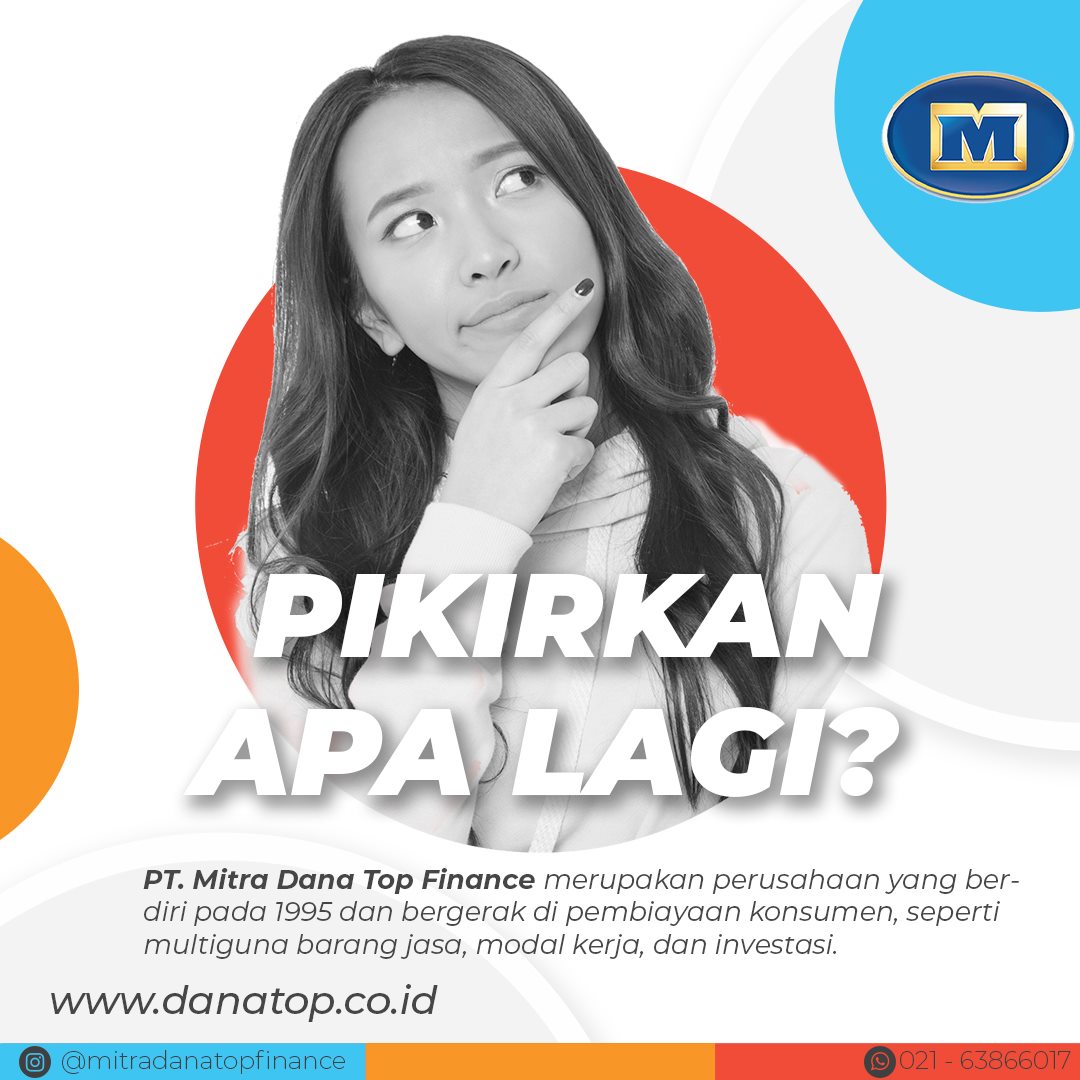 M
PIKIRKAN
APA LAGI?
PT. Mitra Dana Top Finance merupakan perusahaan yang ber-
diri pada 1995 dan bergerak di pembiayaan konsumen, seperti
multiguna barang jasa, modal kerja, dan investasi.
www.danatop.co.id
@mitradanatopfinance
021 - 63866017